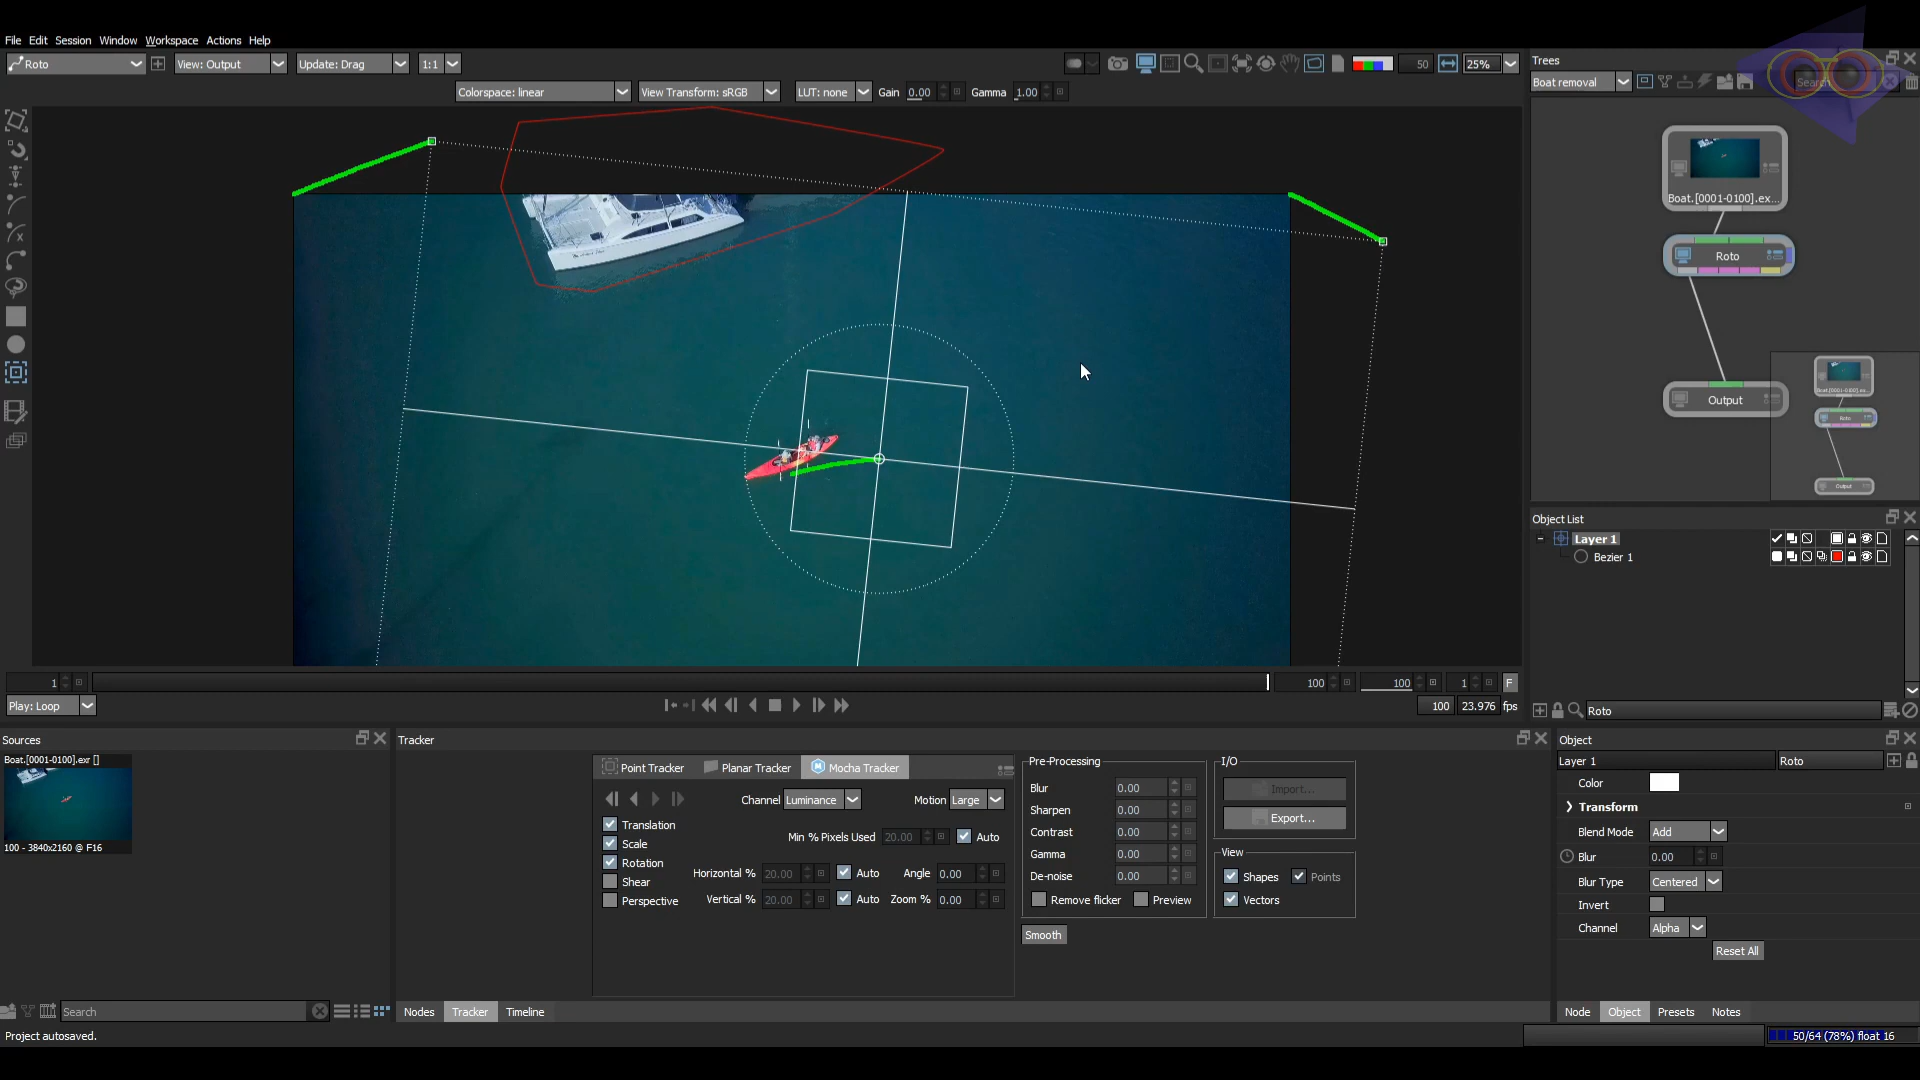 File Edit Session Window Workspace Actions Help
Roto View: Output Update: Drag 1:1 50 25%
Colorspace: linear View Transform: sRGB LUT: none Gain 0.00 Gamma 1.00
Trees
Boat removal Search
Boat.[0001-0100].ex...
Roto
Output
Roto
Output
Object List
Layer 1
Bezier 1
Roto
1 100 100 1 F
Play: Loop 100 23.976 fps
Sources
Boat.[0001-0100].exr []
100 - 3840x2160 @ F16
Search
Tracker
Point Tracker Planar Tracker Mocha Tracker
Channel Luminance Motion Large
Translation
Scale
Rotation
Shear
Perspective
Min % Pixels Used 20.00 Auto
Horizontal % 20.00 Auto Angle 0.00
Vertical % 20.00 Auto Zoom % 0.00
Pre-Processing
Blur 0.00
Sharpen 0.00
Contrast 0.00
Gamma 0.00
De-noise 0.00
Remove flicker Preview
Smooth
I/O
Import...
Export...
View
Shapes Points
Vectors
Nodes Tracker Timeline
Object
Layer 1 Roto
Color
Transform
Blend Mode Add
Blur 0.00
Blur Type Centered
Invert
Channel Alpha
Reset All
Node Object Presets Notes
Project autosaved.
50/64 (78%) float 16